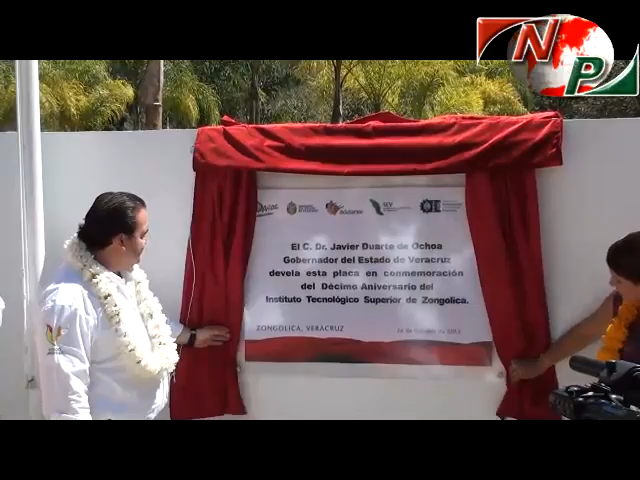 NP
El C. Dr. Javier Duarte de Ochoa
Gobernador del Estado de Veracruz
devela esta placa en conmemoración
del Décimo Aniversario del
Instituto Tecnológico Superior de Zongolica.
ZONGOLICA, VERACRUZ